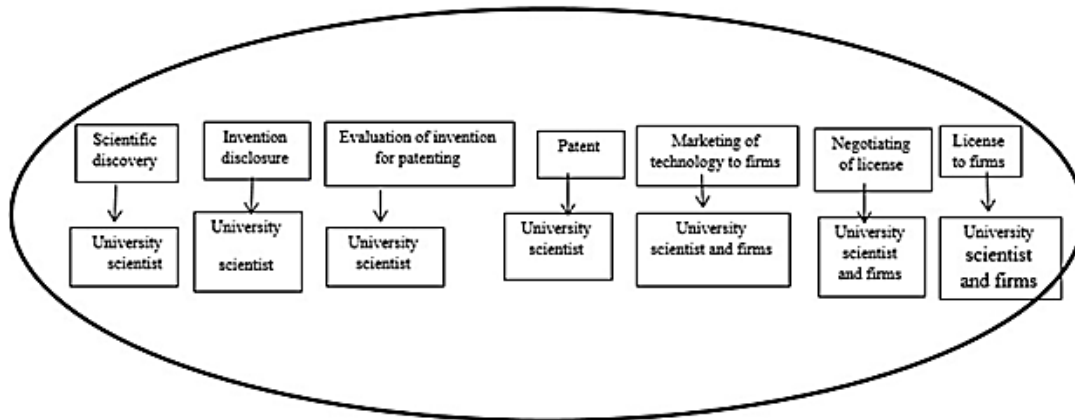 Scientific
discovery
Invention
disclosure
Evaluation of invention
for patenting
Patent
Marketing of
technology to firms
Negotiating
of license
License
to firms
University
scientist
University
scientist
University
scientist
University
scientist
University
scientist and firms
University
scientist
and firms
University
scientist
and firms